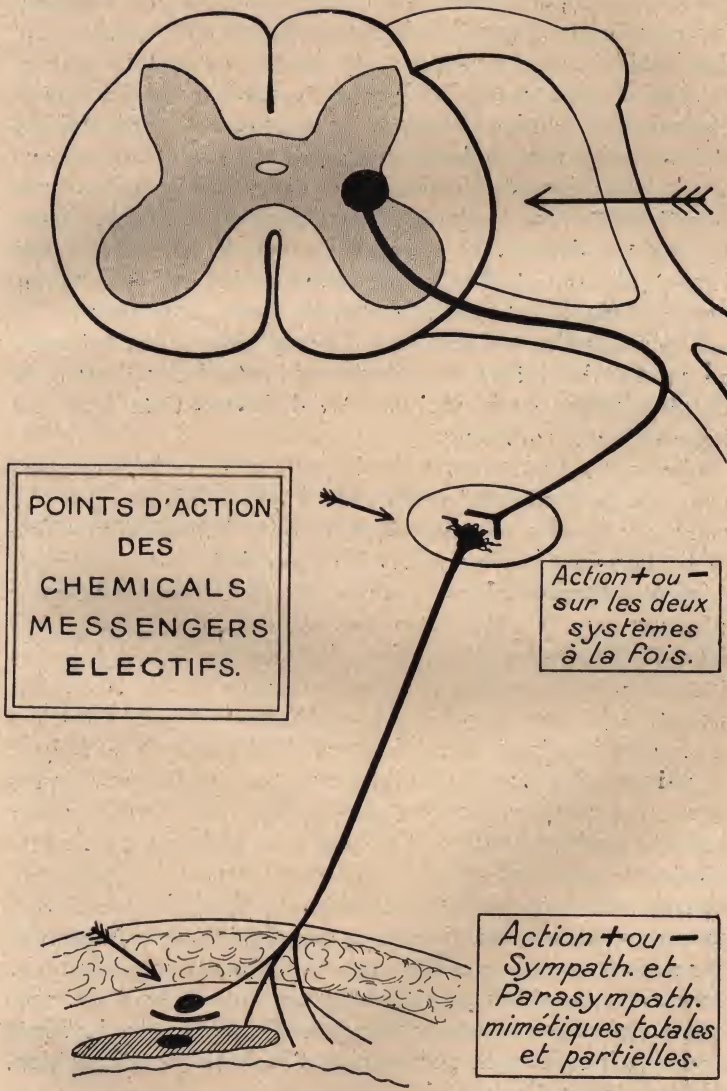 POINTS D'ACTION
DES
CHEMICALS
MESSENGERS
ELECTIFS.
Action + ou −
sur les deux
systèmes
à la Fois.
Action + ou −
Sympath. et
Parasympath.
mimétiques totales
et partielles.